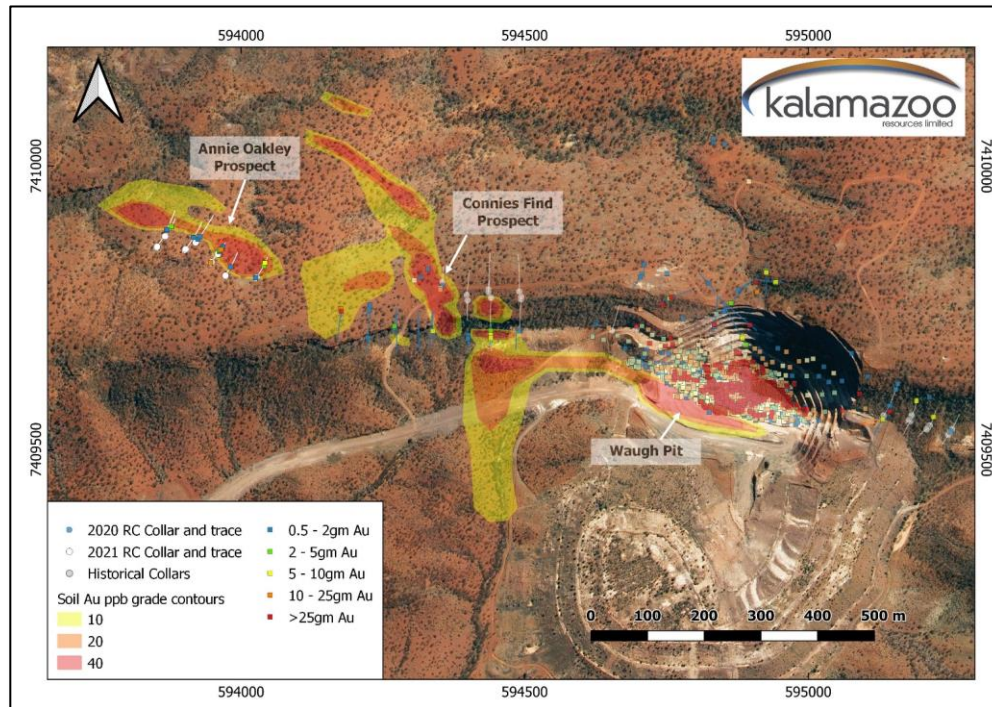 594000 594500 595000
kalamazoo
resources limited
7410000
7410000
Annie Oakley
Prospect
Connies Find
Prospect
Waugh Pit
7409500
7409500
2020 RC Collar and trace
2021 RC Collar and trace
Historical Collars
Soil Au ppb grade contours
10
20
40
0.5 - 2gm Au
2 - 5gm Au
5 - 10gm Au
10 - 25gm Au
>25gm Au
0 100 200 300 400 500 m
594000 594500 595000